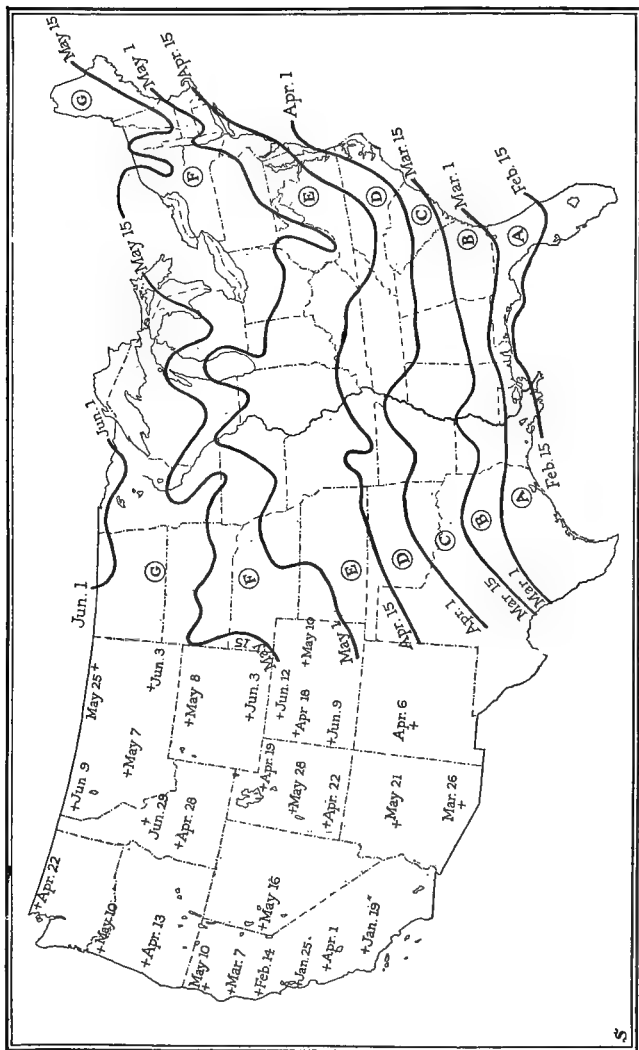 May 15
May 1
Apr. 15
Apr. 1
Mar. 15
Mar. 1
Feb. 15
G
F
E
D
C
B
A
May 15
Jun. 1
Jun. 1
G
F
E
D
C
B
A
Feb. 15
Mar. 1
Mar. 15
Apr. 1
Apr. 15
May 1
May
May 15
May 25
Jun. 3
Jun. 9
May 7
Jun. 29
Apr. 28
May 8
Jun. 3
Jun. 12
May 10
Apr 18
Jun. 9
Apr. 6
Apr. 19
May 28
Apr. 22
May 21
Mar. 26
Apr. 22
May 10
Apr. 13
May 10
Mar. 7
Feb. 14
May 16
Jan. 25
Apr. 1
Jan. 19
S